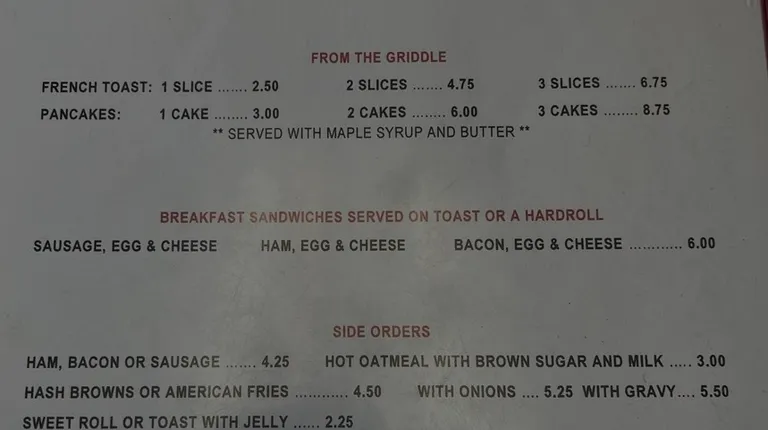 FROM THE GRIDDLE
FRENCH TOAST: 1 SLICE ....... 2.50 2 SLICES ....... 4.75 3 SLICES ....... 6.75
PANCAKES: 1 CAKE ........ 3.00 2 CAKES ........ 6.00 3 CAKES ........ 8.75
** SERVED WITH MAPLE SYRUP AND BUTTER **
BREAKFAST SANDWICHES SERVED ON TOAST OR A HARDROLL
SAUSAGE, EGG & CHEESE HAM, EGG & CHEESE BACON, EGG & CHEESE ............ 6.00
SIDE ORDERS
HAM, BACON OR SAUSAGE ....... 4.25 HOT OATMEAL WITH BROWN SUGAR AND MILK ..... 3.00
HASH BROWNS OR AMERICAN FRIES ............ 4.50 WITH ONIONS .... 5.25 WITH GRAVY.... 5.50
SWEET ROLL OR TOAST WITH JELLY ...... 2.25